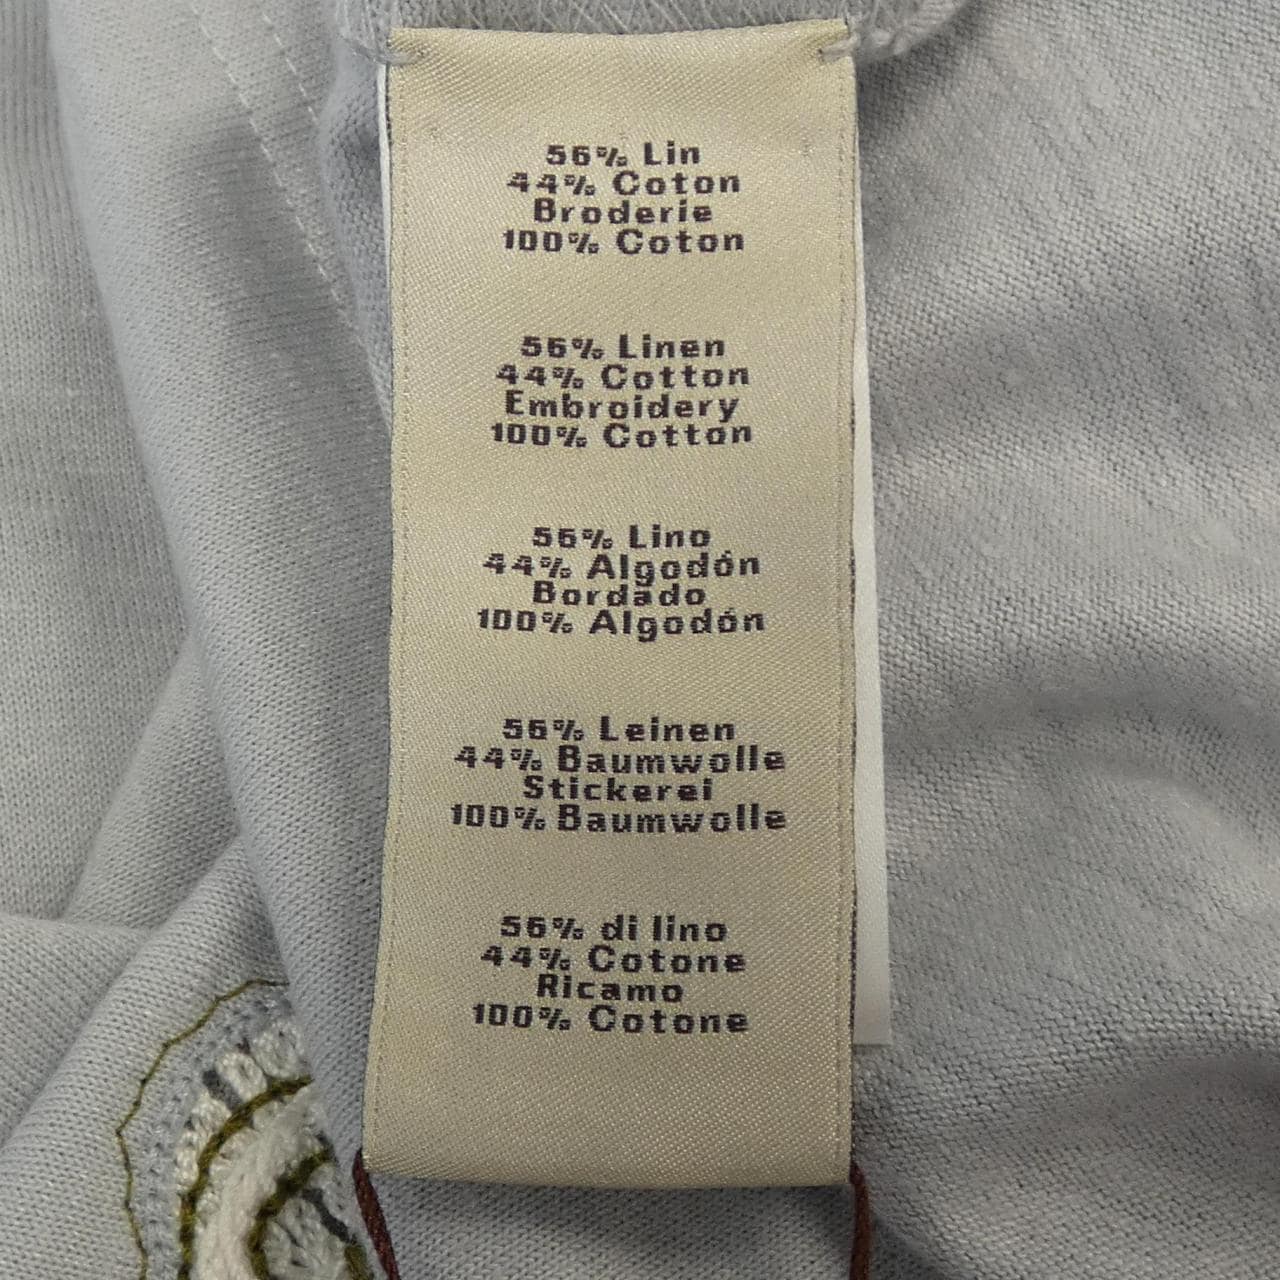 56% Lin
44% Coton
Broderie
100% Coton
56% Linen
44% Cotton
Embroidery
100% Cotton
56% Lino
44% Algodón
Bordado
100% Algodón
56% Leinen
44% Baumwolle
Stickerei
100% Baumwolle
56% di lino
44% Cotone
Ricamo
100% Cotone